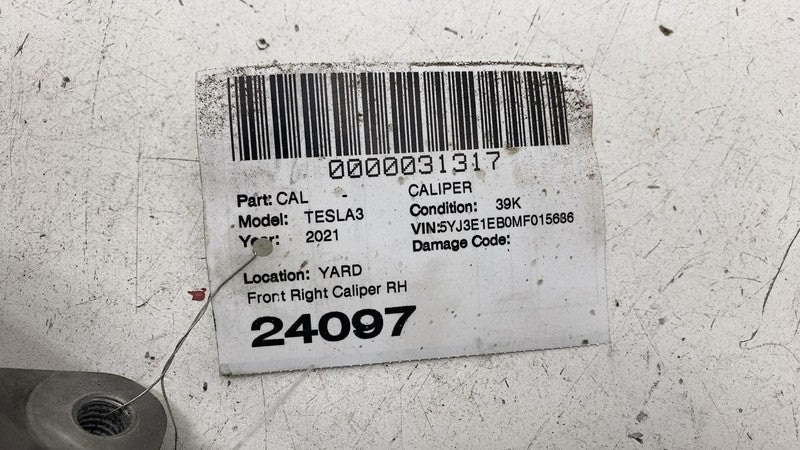 0000031317
Part: CAL - CALIPER
Model: TESLA3 Condition: 39K
Year: 2021 VIN:5YJ3E1EB0MF015686
Damage Code:
Location: YARD
Front Right Caliper RH
24097